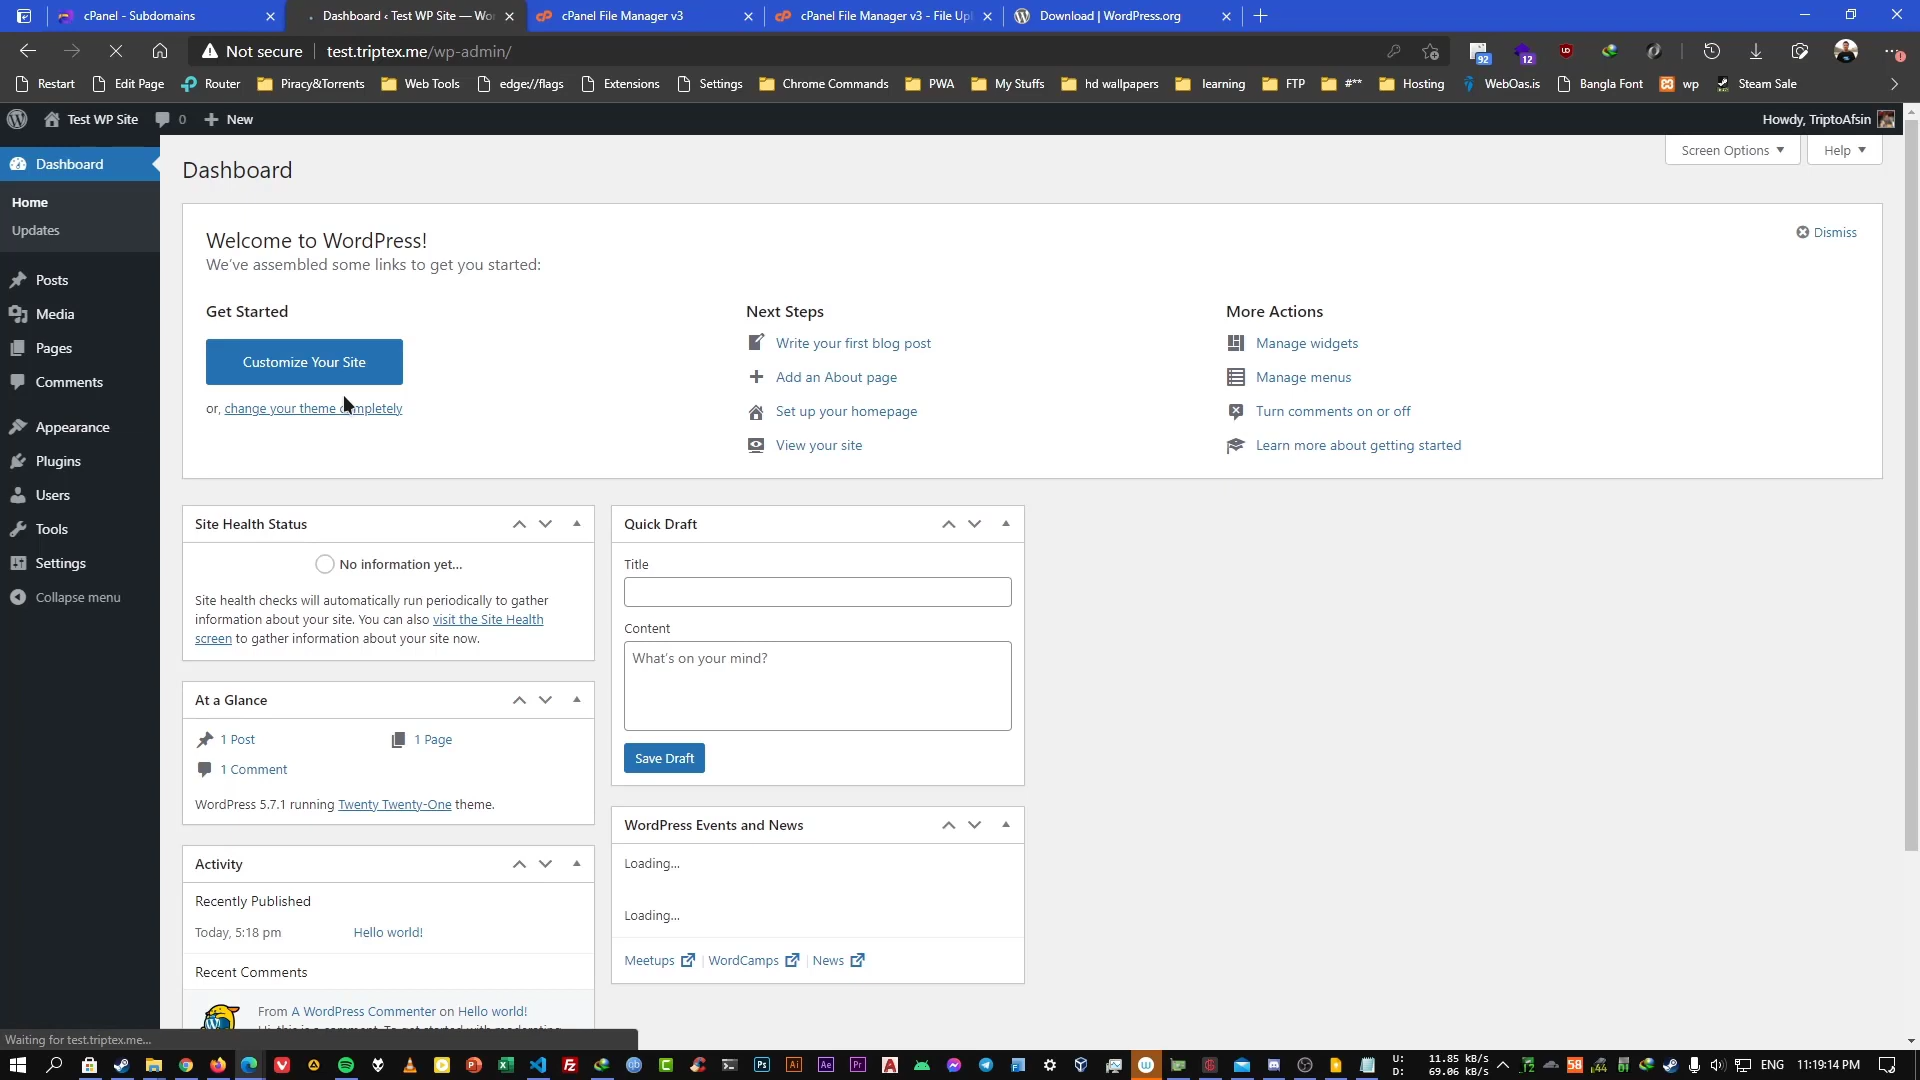 cPanel - Subdomains
Dashboard ‹ Test WP Site — Wor
cPanel File Manager v3
cPanel File Manager v3 - File Upl
Download | WordPress.org
Not secure
test.triptex.me/wp-admin/
92
12
Restart
Edit Page
Router
Piracy&Torrents
Web Tools
edge//flags
Extensions
Settings
Chrome Commands
PWA
My Stuffs
hd wallpapers
learning
FTP
#**
Hosting
WebOas.is
Bangla Font
wp
Steam Sale
Test WP Site
0
New
Howdy, TriptoAfsin
Dashboard
Home
Updates
Posts
Media
Pages
Comments
Appearance
Plugins
Users
Tools
Settings
Collapse menu
Dashboard
Screen Options
Help
Welcome to WordPress!
We've assembled some links to get you started:
Dismiss
Get Started
Customize Your Site
or, change your theme completely
Next Steps
Write your first blog post
Add an About page
Set up your homepage
View your site
More Actions
Manage widgets
Manage menus
Turn comments on or off
Learn more about getting started
Site Health Status
No information yet...
Site health checks will automatically run periodically to gather
information about your site. You can also visit the Site Health
screen to gather information about your site now.
At a Glance
1 Post
1 Page
1 Comment
WordPress 5.7.1 running Twenty Twenty-One theme.
Activity
Recently Published
Today, 5:18 pm
Hello world!
Recent Comments
From A WordPress Commenter on Hello world!
Quick Draft
Title
Content
What's on your mind?
Save Draft
WordPress Events and News
Loading...
Loading...
Meetups
| WordCamps
| News
Waiting for test.triptex.me...
U: 11.85 kB/s
D: 69.06 kB/s
58
ENG
11:19:14 PM